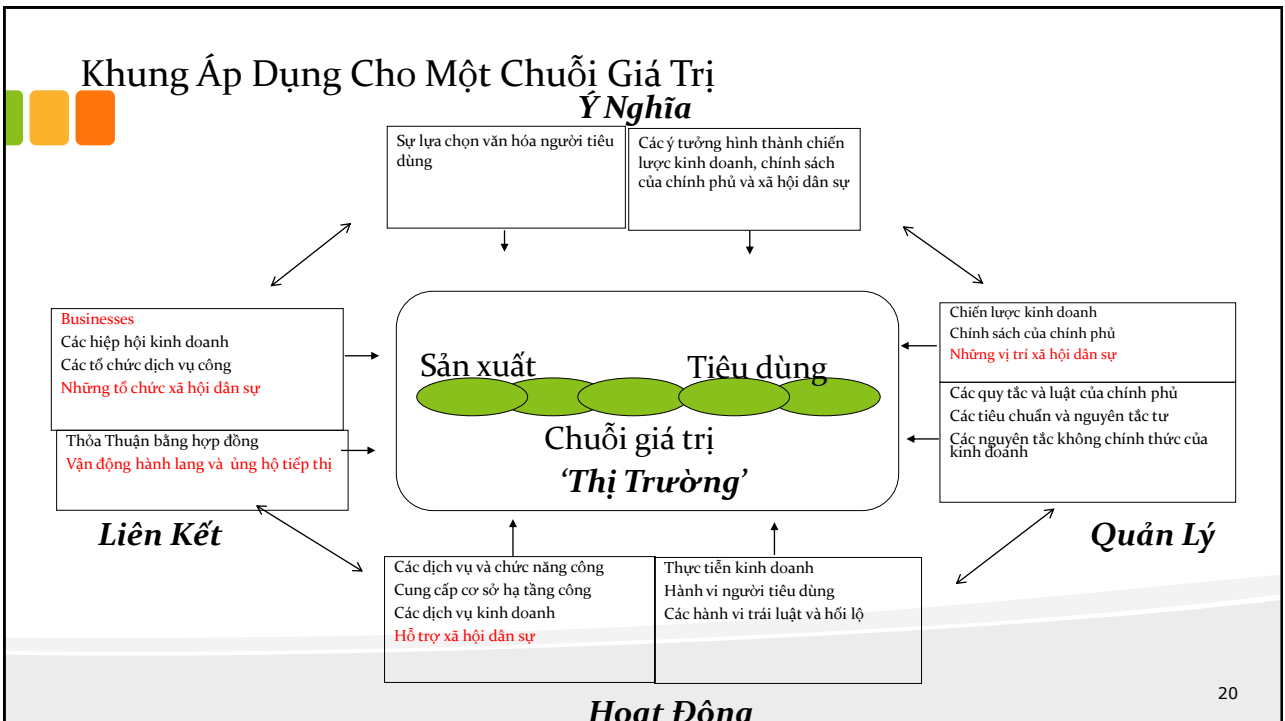 Khung Áp Dụng Cho Một Chuỗi Giá Trị
Ý Nghĩa
Sự lựa chọn văn hóa người tiêu
dùng
Các ý tưởng hình thành chiến
lược kinh doanh, chính sách
của chính phủ và xã hội dân sự
Businesses
Các hiệp hội kinh doanh
Các tổ chức dịch vụ công
Những tổ chức xã hội dân sự
Thỏa Thuận bằng hợp đồng
Vận động hành lang và ủng hộ tiếp thị
Liên Kết
Sản xuất
Tiêu dùng
Chuỗi giá trị
‘Thị Trường’
Chiến lược kinh doanh
Chính sách của chính phủ
Những vị trí xã hội dân sự
Các quy tắc và luật của chính phủ
Các tiêu chuẩn và nguyên tắc tư
Các nguyên tắc không chính thức của
kinh doanh
Quản Lý
Các dịch vụ và chức năng công
Cung cấp cơ sở hạ tầng công
Các dịch vụ kinh doanh
Hỗ trợ xã hội dân sự
Thực tiễn kinh doanh
Hành vi người tiêu dùng
Các hành vi trái luật và hối lộ
Hoạt Động
20